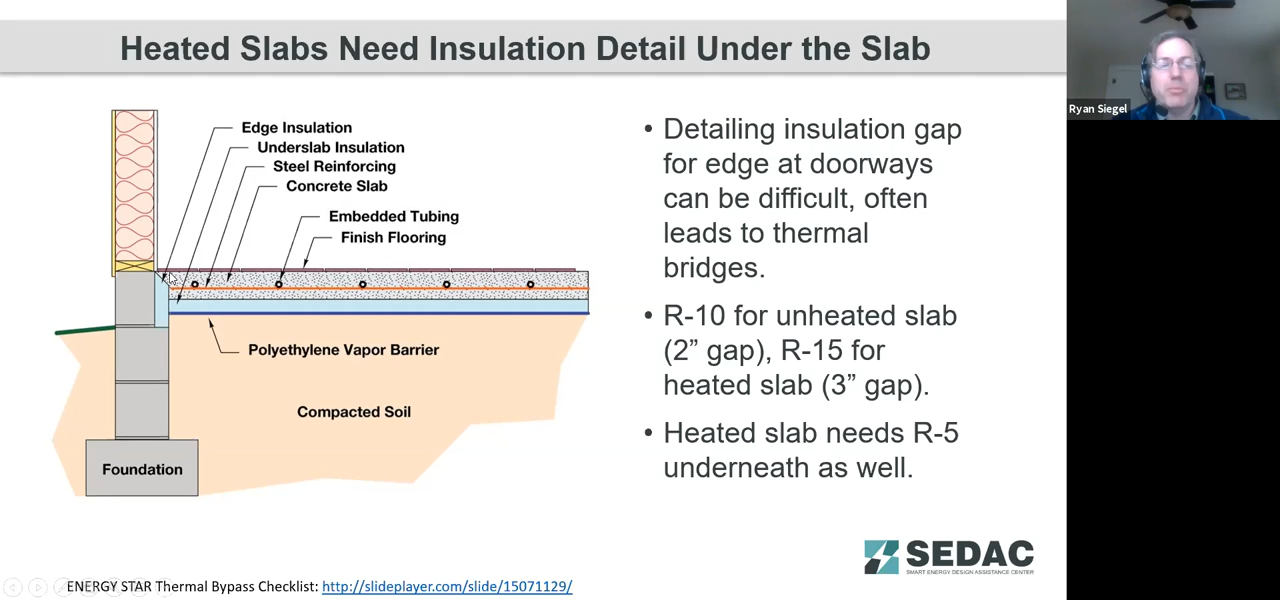 Heated Slabs Need Insulation Detail Under the Slab
Ryan Siegel
Edge Insulation
Underslab Insulation
Steel Reinforcing
Concrete Slab
Embedded Tubing
Finish Flooring
Polyethylene Vapor Barrier
Compacted Soil
Foundation
• Detailing insulation gap
for edge at doorways
can be difficult, often
leads to thermal
bridges.
• R-10 for unheated slab
(2” gap), R-15 for
heated slab (3” gap).
• Heated slab needs R-5
underneath as well.
SEDAC
SMART ENERGY DESIGN ASSISTANCE CENTER
ENERGY STAR Thermal Bypass Checklist: http://slideplayer.com/slide/15071129/